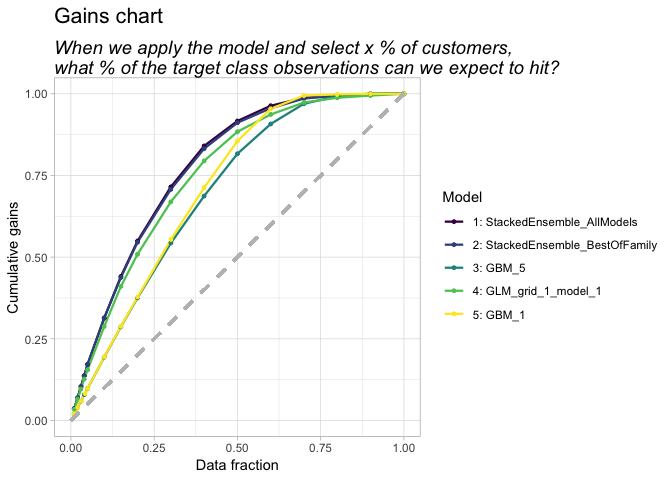 Gains chart
When we apply the model and select x % of customers,
what % of the target class observations can we expect to hit?
1.00
0.75
0.50
0.25
0.00
Cumulative gains
0.00 0.25 0.50 0.75 1.00
Data fraction
Model
1: StackedEnsemble_AllModels
2: StackedEnsemble_BestOfFamily
3: GBM_5
4: GLM_grid_1_model_1
5: GBM_1